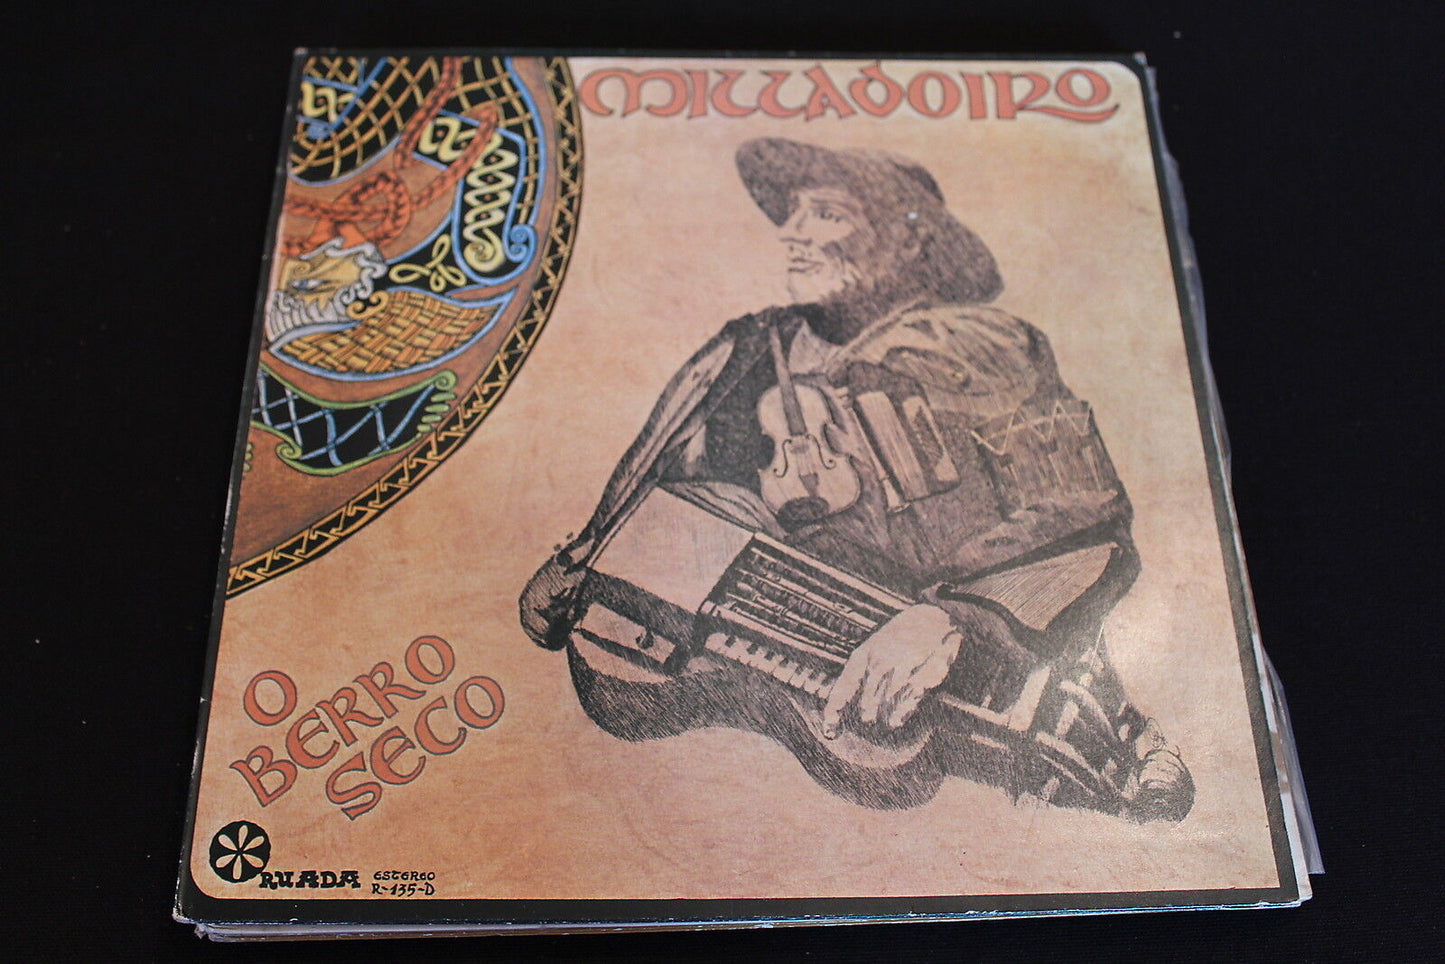 MILLADOIRO
O
BERRO
SECO
RUADA
ESTEREO
R-135-D